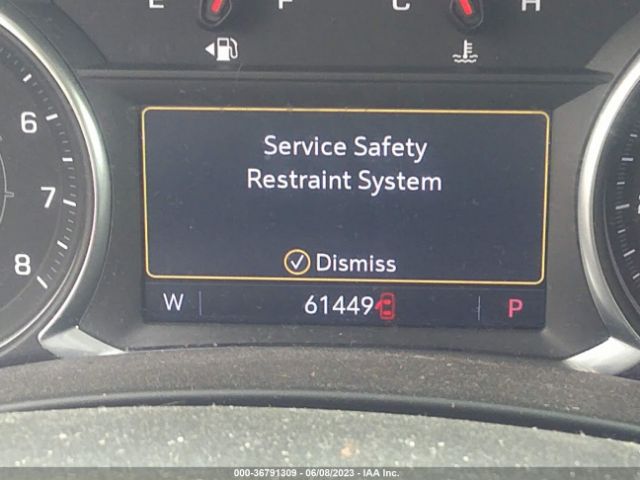 E F C H
6
7
8
Service Safety
Restraint System
Dismiss
W 61449 P
000-36791309 - 06/08/2023 - IAA Inc.